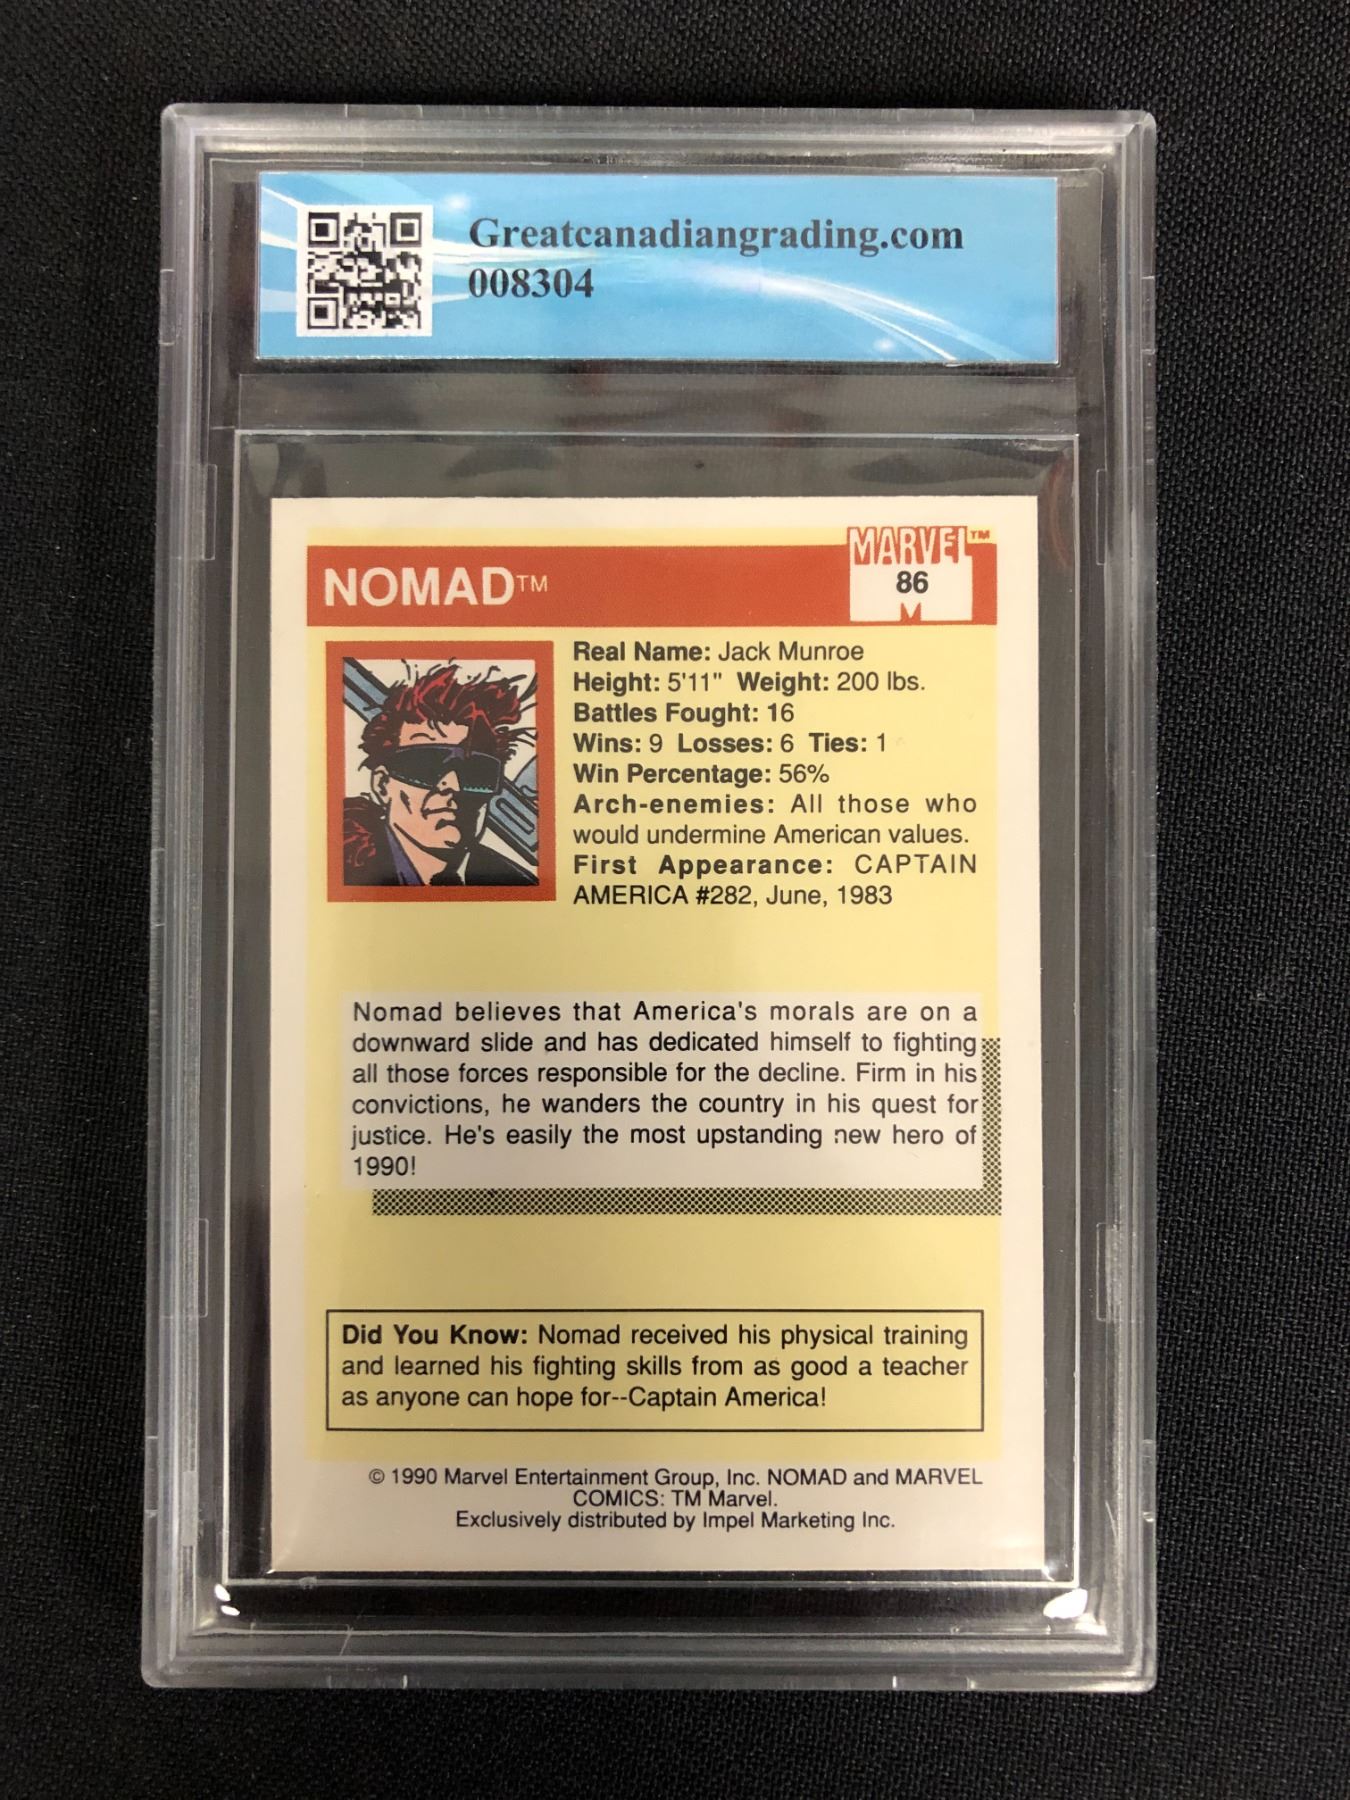 Greatcanadiangrading.com
008304
MARVEL™
NOMAD™
86
Real Name: Jack Munroe
Height: 5'11" Weight: 200 lbs.
Battles Fought: 16
Wins: 9 Losses: 6 Ties: 1
Win Percentage: 56%
Arch-enemies: All those who
would undermine American values.
First Appearance: CAPTAIN
AMERICA #282, June, 1983
Nomad believes that America's morals are on a
downward slide and has dedicated himself to fighting
all those forces responsible for the decline. Firm in his
convictions, he wanders the country in his quest for
justice. He's easily the most upstanding new hero of
1990!
Did You Know: Nomad received his physical training
and learned his fighting skills from as good a teacher
as anyone can hope for--Captain America!
© 1990 Marvel Entertainment Group, Inc. NOMAD and MARVEL
COMICS: TM Marvel.
Exclusively distributed by Impel Marketing Inc.